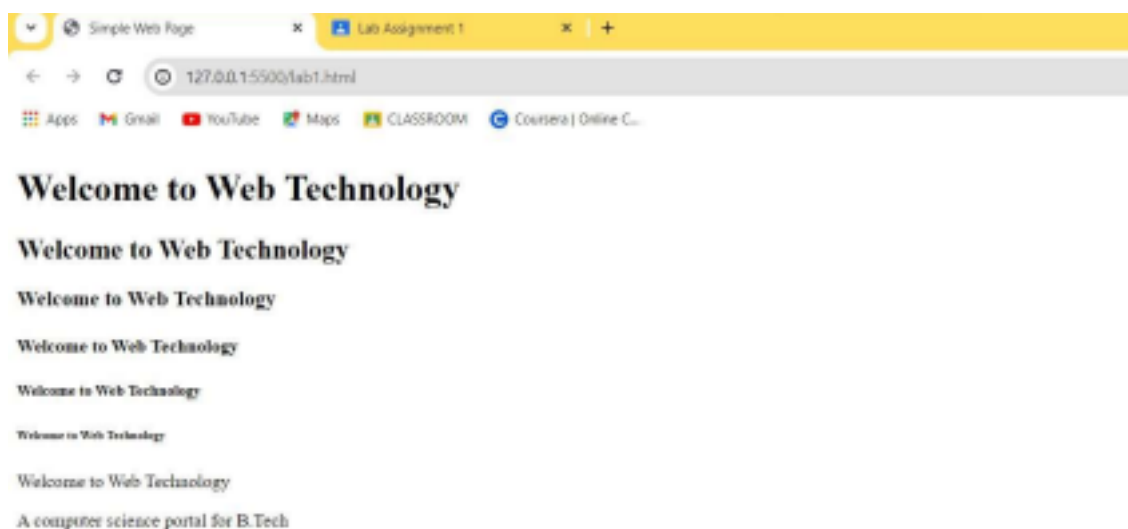 Simple Web Page
Lab Assignment 1
127.0.0.1:5500/lab1.html
Apps Gmail YouTube Maps CLASSROOM Coursera | Online C...
Welcome to Web Technology
Welcome to Web Technology
Welcome to Web Technology
Welcome to Web Technology
Welcome to Web Technology
Welcome to Web Technology
Welcome to Web Technology
A computer science portal for B.Tech